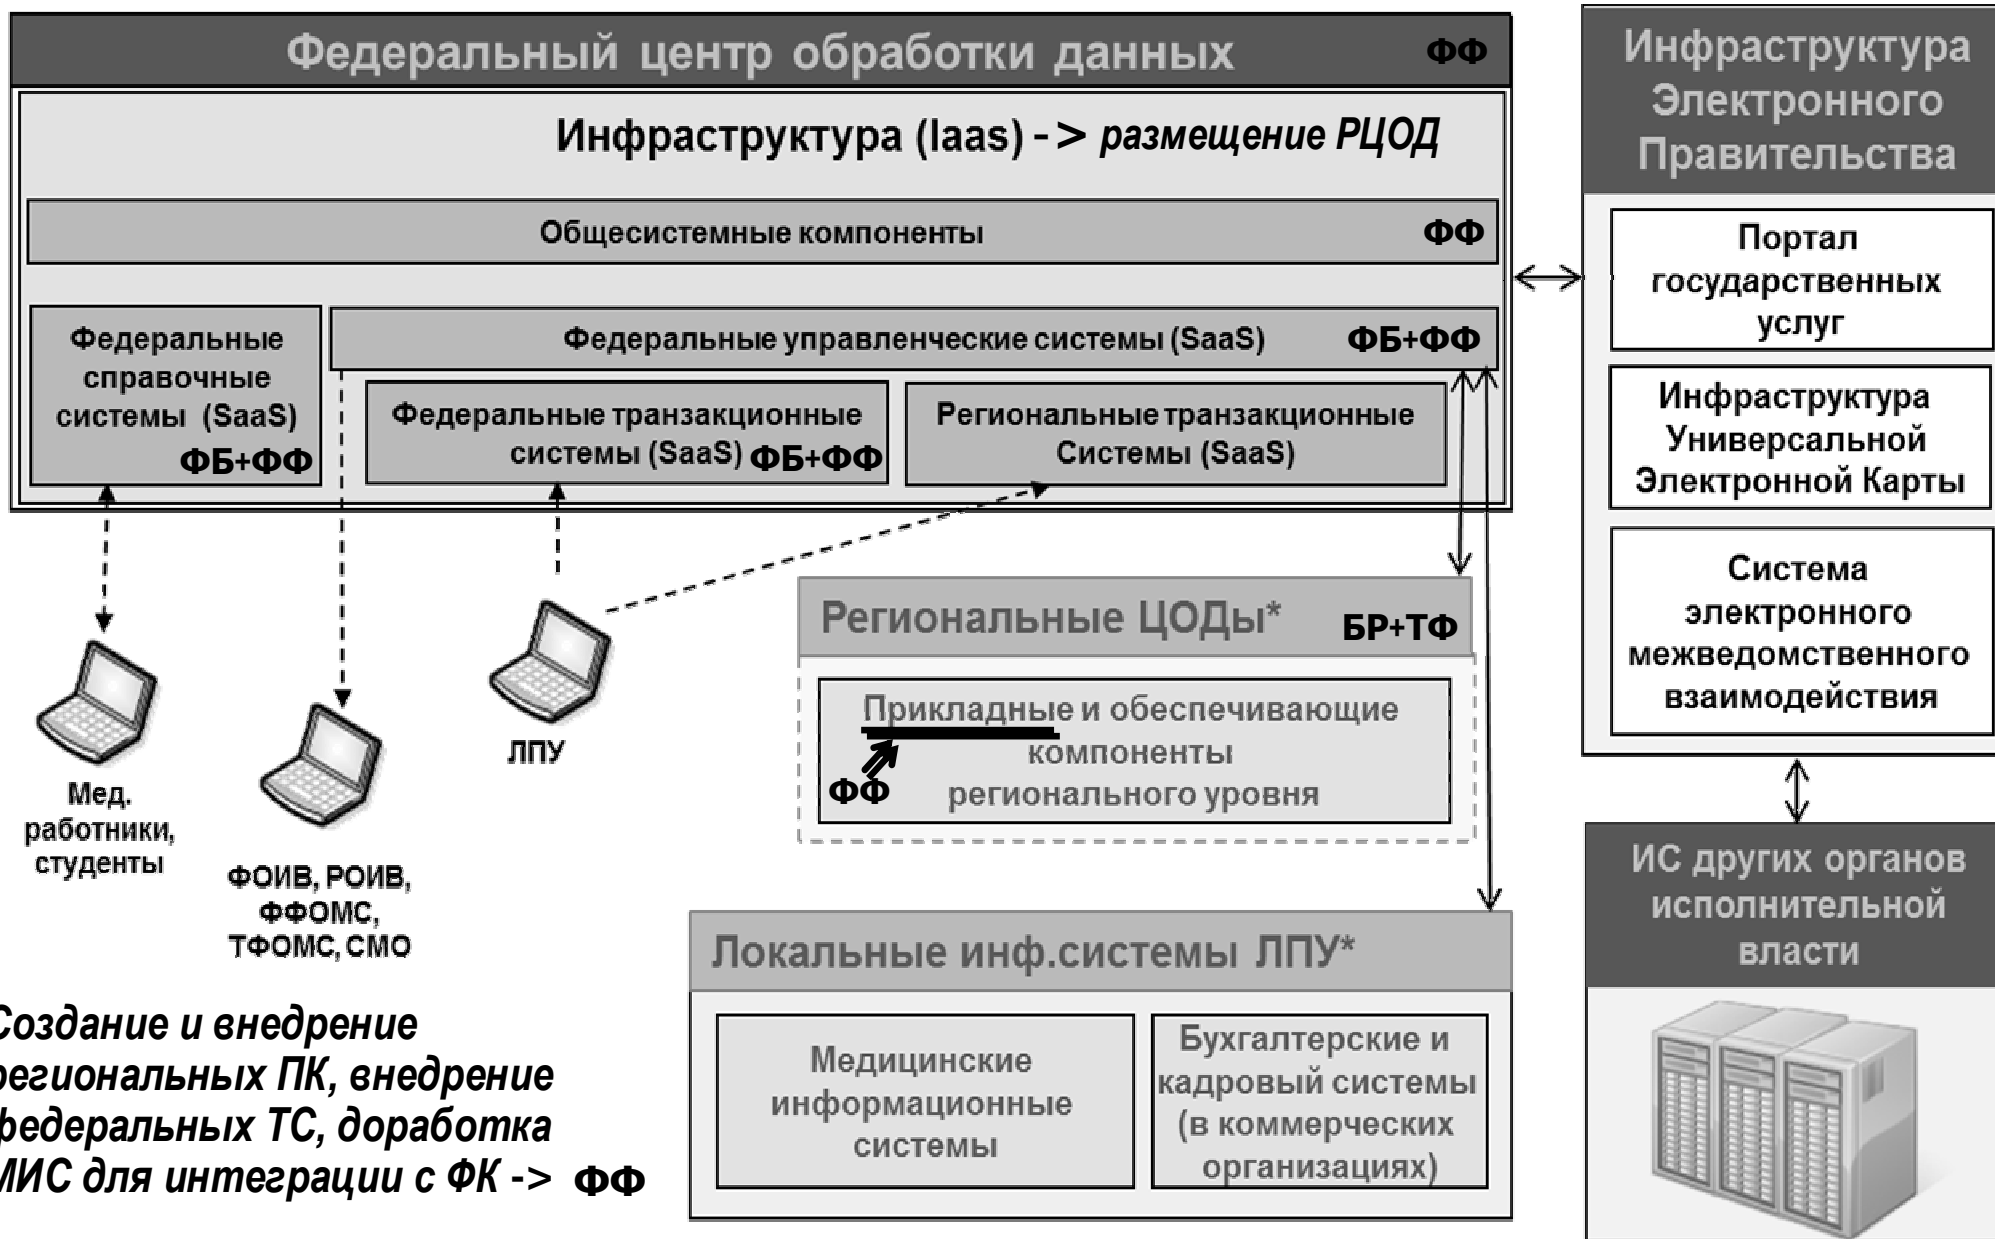 Федеральный центр обработки данных ФФ
Инфраструктура (Iaas) -> размещение РЦОД
Общесистемные компоненты ФФ
Федеральные
справочные
системы (SaaS)
ФБ+ФФ
Федеральные управленческие системы (SaaS) ФБ+ФФ
Федеральные транзакционные
системы (SaaS) ФБ+ФФ
Региональные транзакционные
Системы (SaaS)
Мед.
работники,
студенты
ФОИВ, РОИВ,
ФФОМС,
ТФОМС, СМО
ЛПУ
Региональные ЦОДы* БР+ТФ
Прикладные и обеспечивающие
компоненты
регионального уровня
ФФ
Локальные инф.системы ЛПУ*
Медицинские
информационные
системы
Бухгалтерские и
кадровый системы
(в коммерческих
организациях)
Создание и внедрение
региональных ПК, внедрение
федеральных ТС, доработка
МИС для интеграции с ФК -> ФФ
Инфраструктура
Электронного
Правительства
Портал
государственных
услуг
Инфраструктура
Универсальной
Электронной Карты
Система
электронного
межведомственного
взаимодействия
ИС других органов
исполнительной
власти